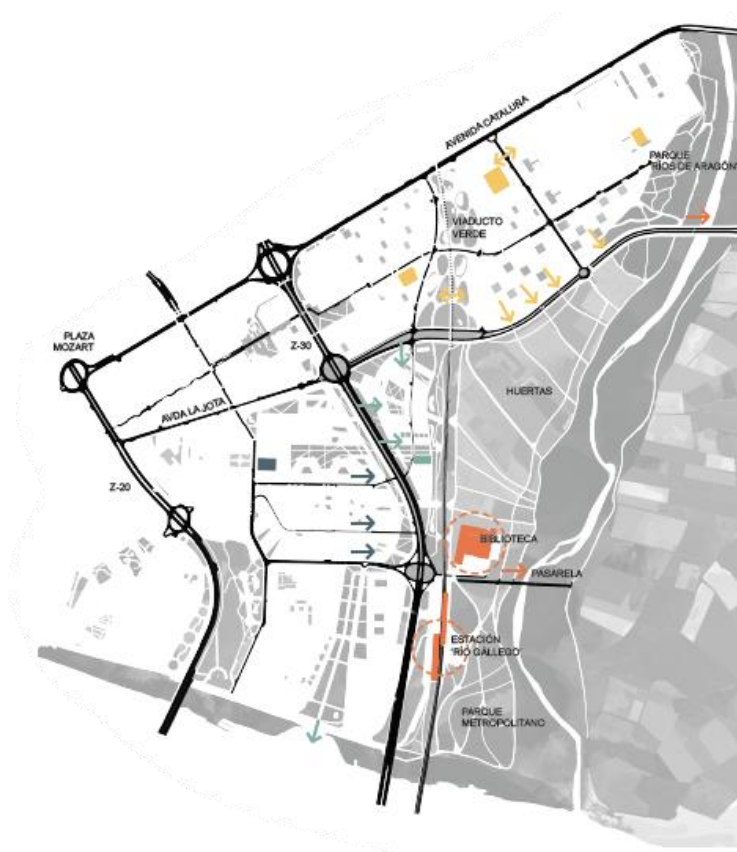 AVENIDA CATALUÑA
PARQUE
'RÍOS DE ARAGÓN'
VIADUCTO
VERDE
PLAZA
MOZART
Z-30
AVDA LA JOTA
HUERTAS
Z-20
BIBLIOTECA
PASARELA
ESTACIÓN
'RÍO GÁLLEGO'
PARQUE
METROPOLITANO